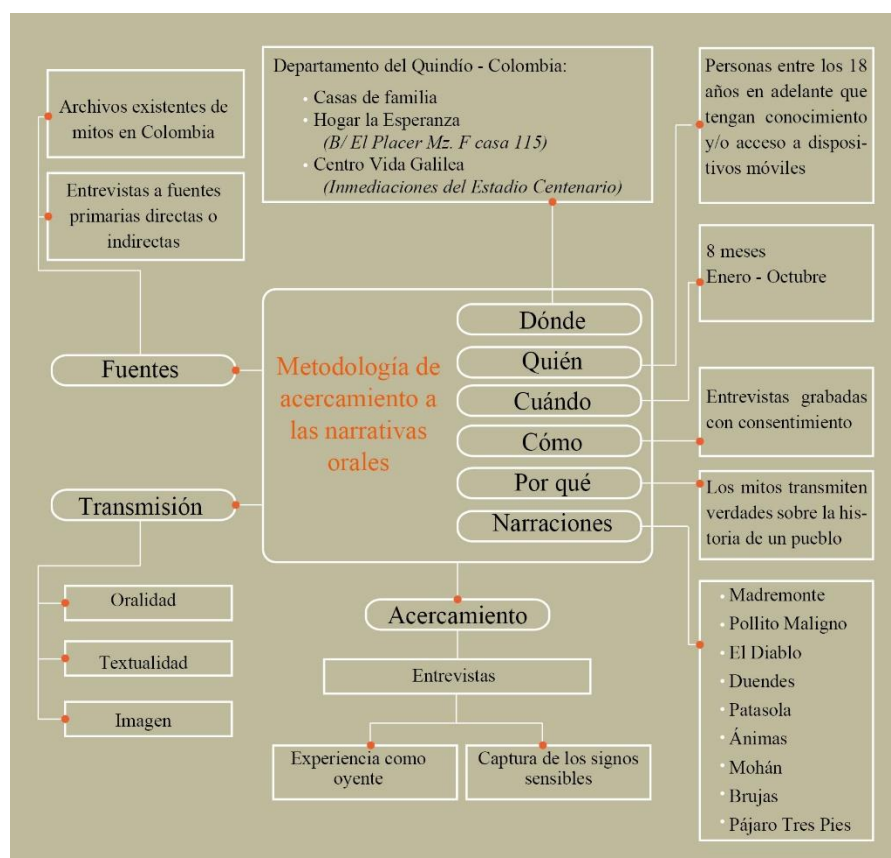 Archivos existentes de
mitos en Colombia
Entrevistas a fuentes
primarias directas o
indirectas
Fuentes
Transmisión
Oralidad
Textualidad
Imagen
Departamento del Quindío - Colombia:
• Casas de familia
• Hogar la Esperanza
(B/ El Placer Mz. F casa 115)
• Centro Vida Galilea
(Inmediaciones del Estadio Centenario)
Metodología de
acercamiento a
las narrativas
orales
Dónde
Quién
Cuándo
Cómo
Por qué
Narraciones
Acercamiento
Entrevistas
Experiencia como
oyente
Captura de los signos
sensibles
Personas entre los 18
años en adelante que
tengan conocimiento
y/o acceso a disposi-
tivos móviles
8 meses
Enero - Octubre
Entrevistas grabadas
con consentimiento
Los mitos transmiten
verdades sobre la his-
toria de un pueblo
• Madremonte
• Pollito Maligno
• El Diablo
• Duendes
• Patasola
• Ánimas
• Mohán
• Brujas
• Pájaro Tres Pies